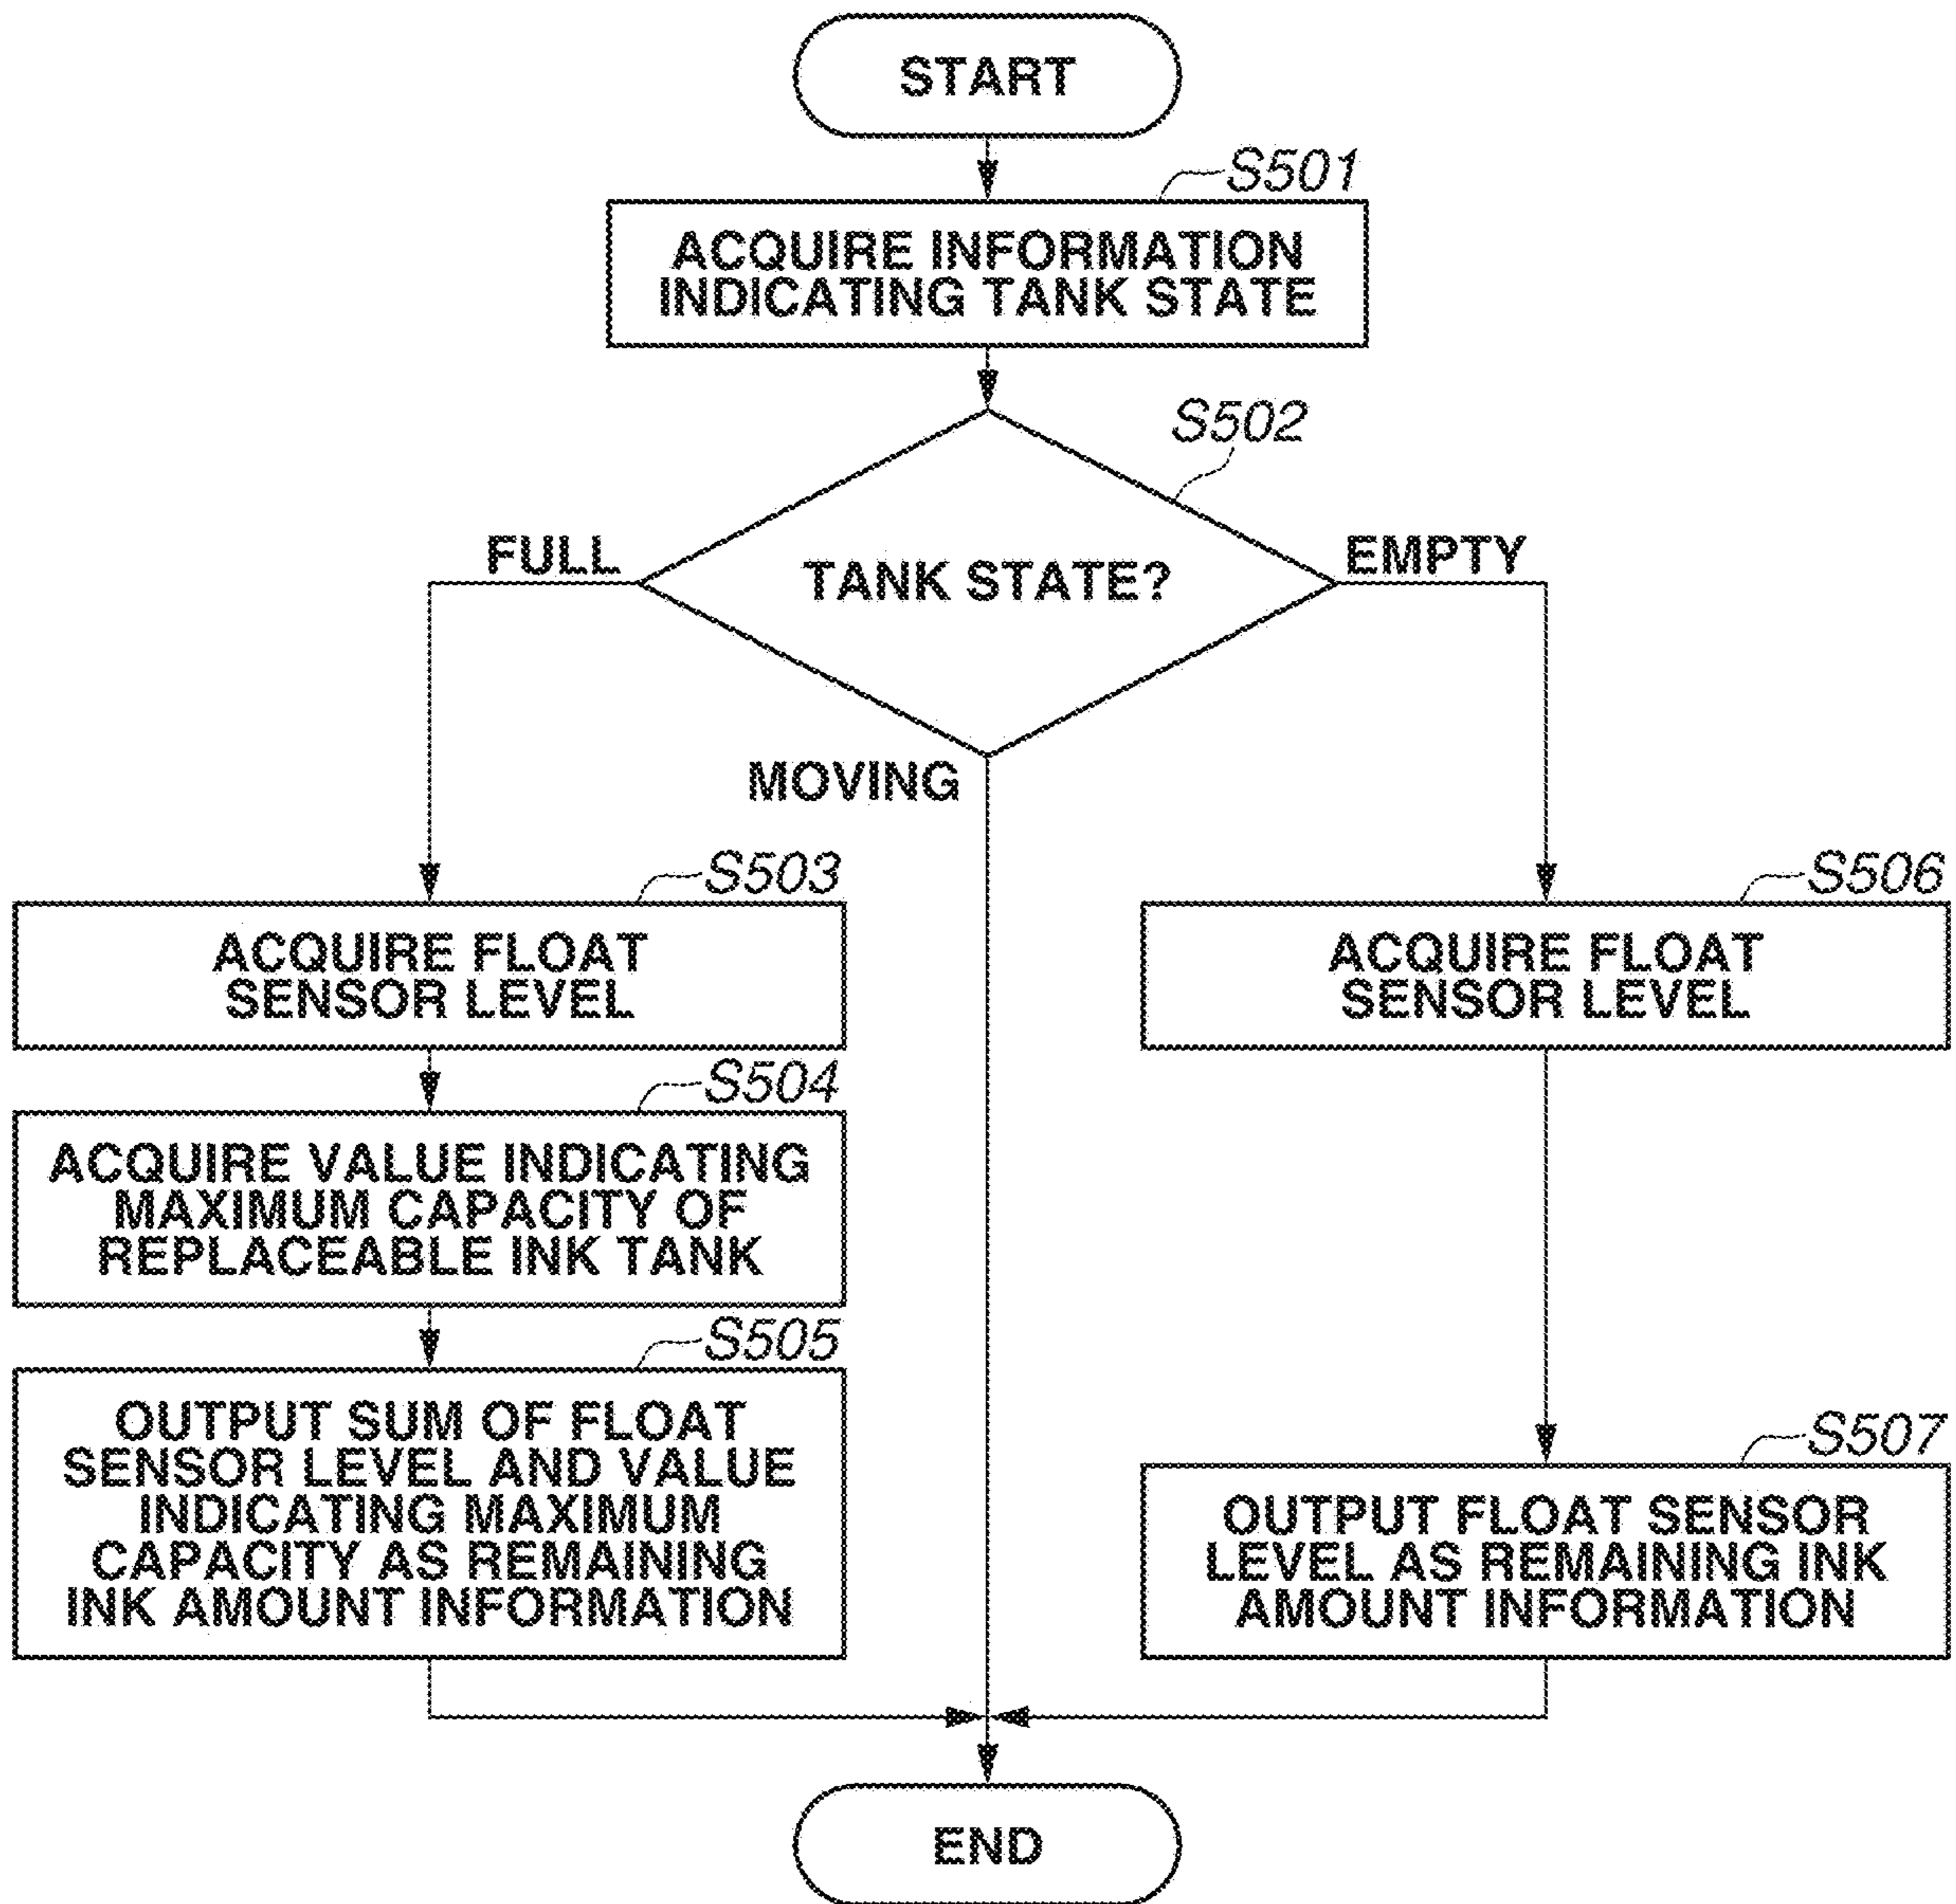 START
S501
ACQUIRE INFORMATION
INDICATING TANK STATE
S502
FULL
TANK STATE?
EMPTY
MOVING
S503
ACQUIRE FLOAT
SENSOR LEVEL
S504
ACQUIRE VALUE INDICATING
MAXIMUM CAPACITY OF
REPLACEABLE INK TANK
S505
OUTPUT SUM OF FLOAT
SENSOR LEVEL AND VALUE
INDICATING MAXIMUM
CAPACITY AS REMAINING
INK AMOUNT INFORMATION
S506
ACQUIRE FLOAT
SENSOR LEVEL
S507
OUTPUT FLOAT SENSOR
LEVEL AS REMAINING INK
AMOUNT INFORMATION
END